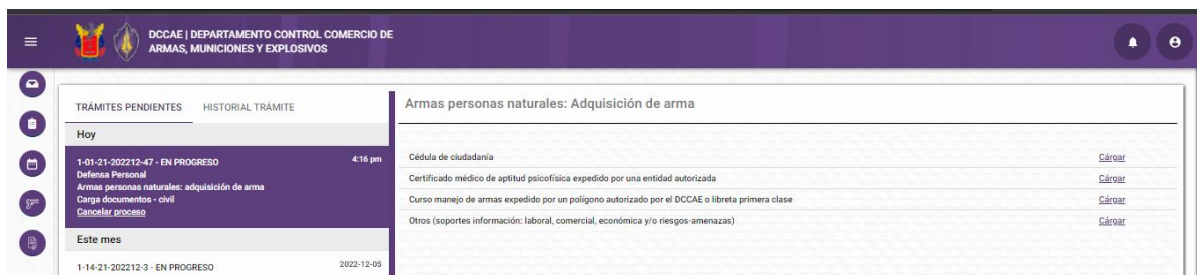 DCCAE | DEPARTAMENTO CONTROL COMERCIO DE
ARMAS, MUNICIONES Y EXPLOSIVOS
TRÁMITES PENDIENTES HISTORIAL TRÁMITE
Hoy
1-01-21-202212-47 - EN PROGRESO 4:16 pm
Defensa Personal
Armas personas naturales: adquisición de arma
Carga documentos - civil
Cancelar proceso
Este mes
1-14-21-202212-3 - EN PROGRESO 2022-12-05
Armas personas naturales: Adquisición de arma
Cédula de ciudadanía Cárgar
Certificado médico de aptitud psicofísica expedido por una entidad autorizada Cárgar
Curso manejo de armas expedido por un polígono autorizado por el DCCAE o libreta primera clase Cárgar
Otros (soportes información: laboral, comercial, económica y/o riesgos-amenazas) Cárgar